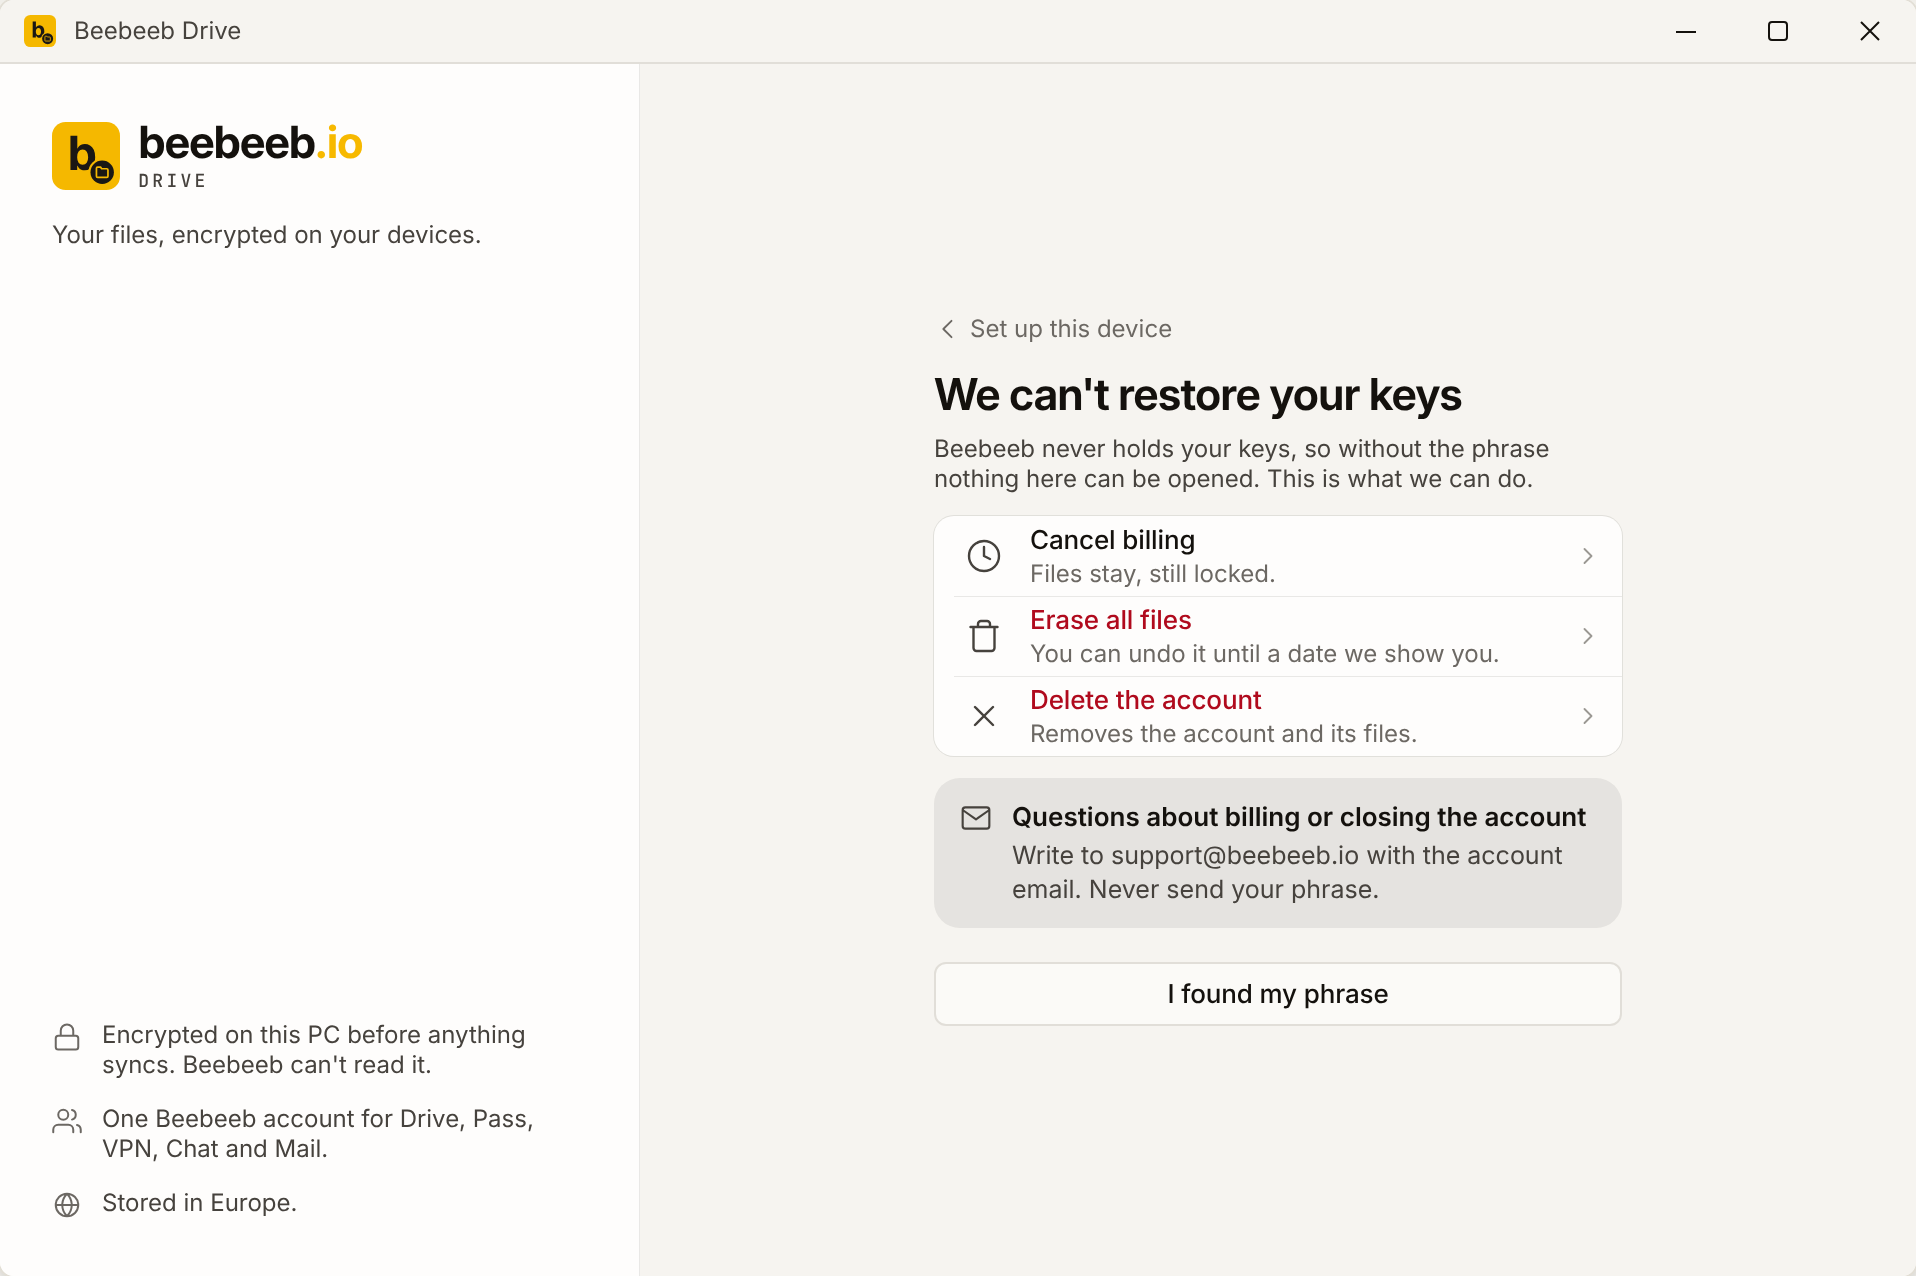 Beebeeb Drive
beebeeb.io
DRIVE
Your files, encrypted on your devices.
Encrypted on this PC before anything
syncs. Beebeeb can't read it.
One Beebeeb account for Drive, Pass,
VPN, Chat and Mail.
Stored in Europe.
Set up this device
We can't restore your keys
Beebeeb never holds your keys, so without the phrase
nothing here can be opened. This is what we can do.
Cancel billing
Files stay, still locked.
Erase all files
You can undo it until a date we show you.
Delete the account
Removes the account and its files.
Questions about billing or closing the account
Write to support@beebeeb.io with the account
email. Never send your phrase.
I found my phrase